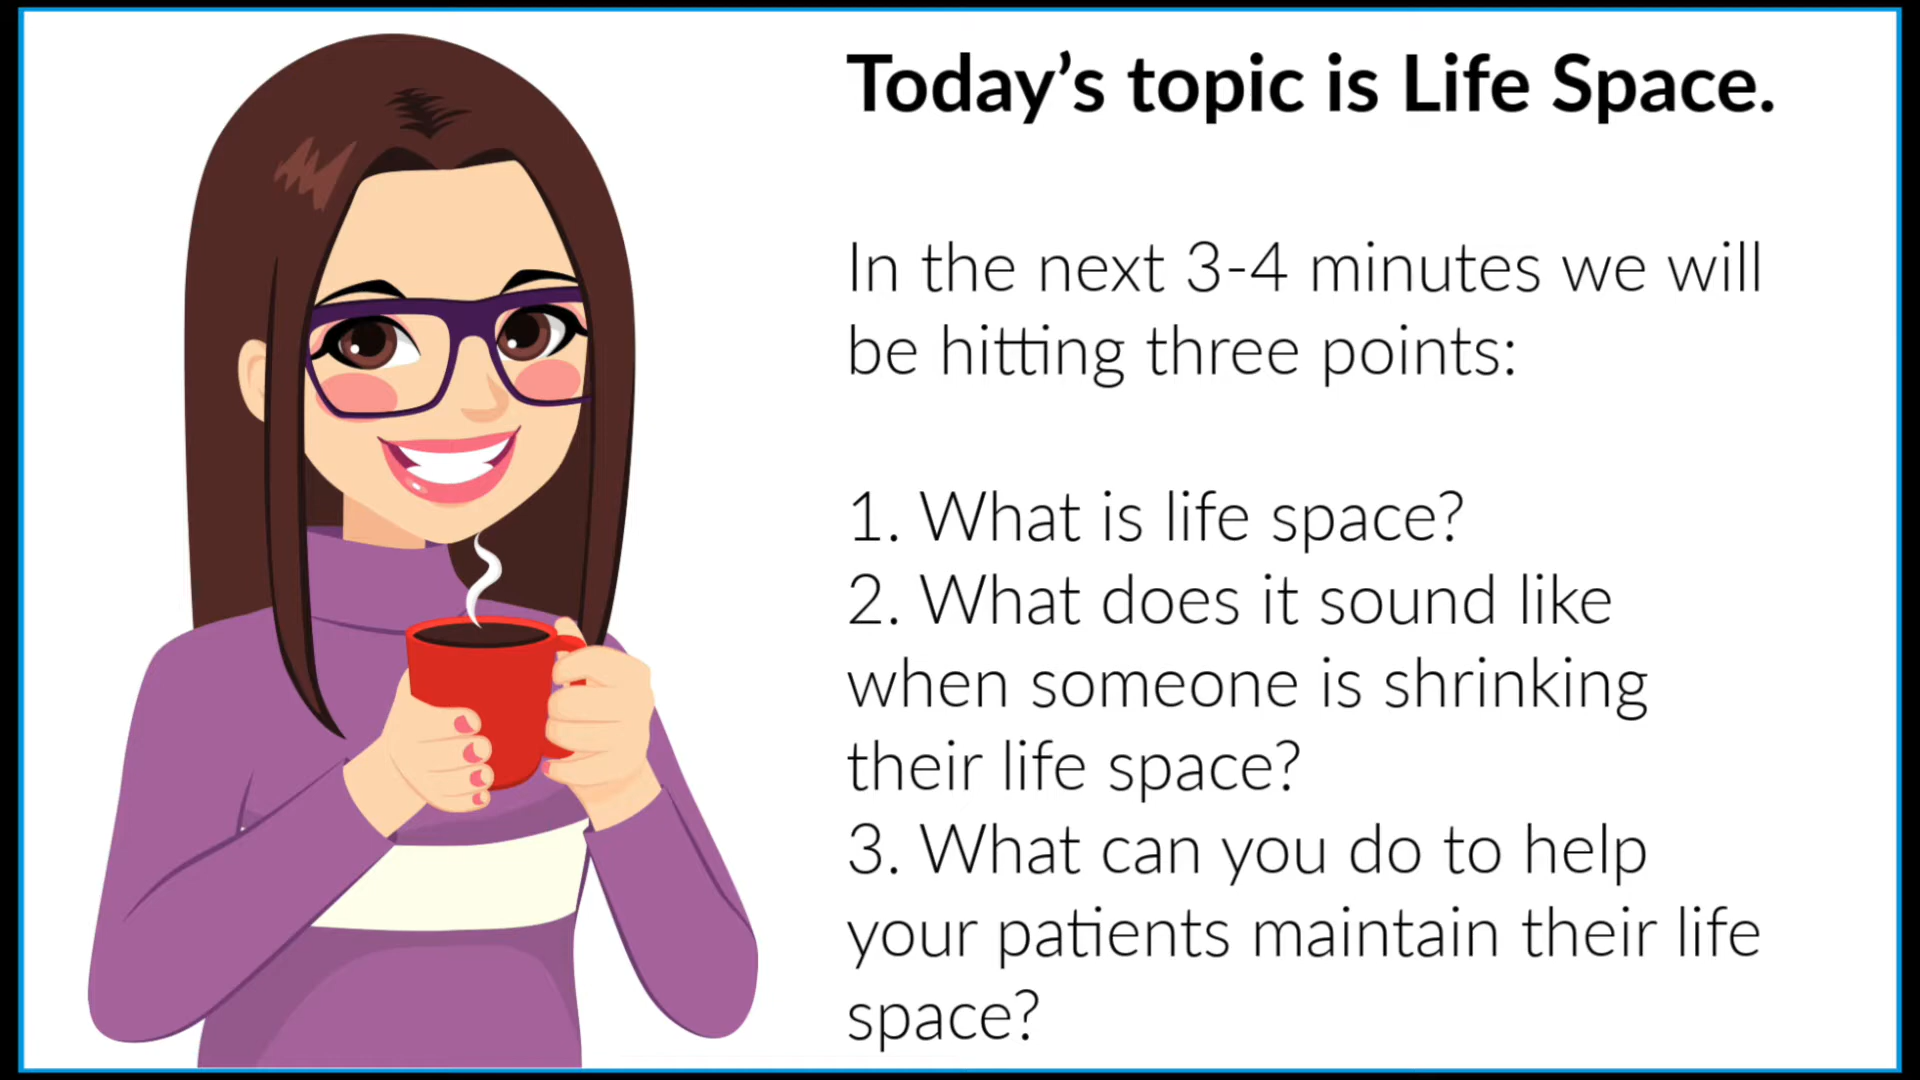 Today’s topic is Life Space.
In the next 3-4 minutes we will
be hitting three points:
1. What is life space?
2. What does it sound like
when someone is shrinking
their life space?
3. What can you do to help
your patients maintain their life
space?